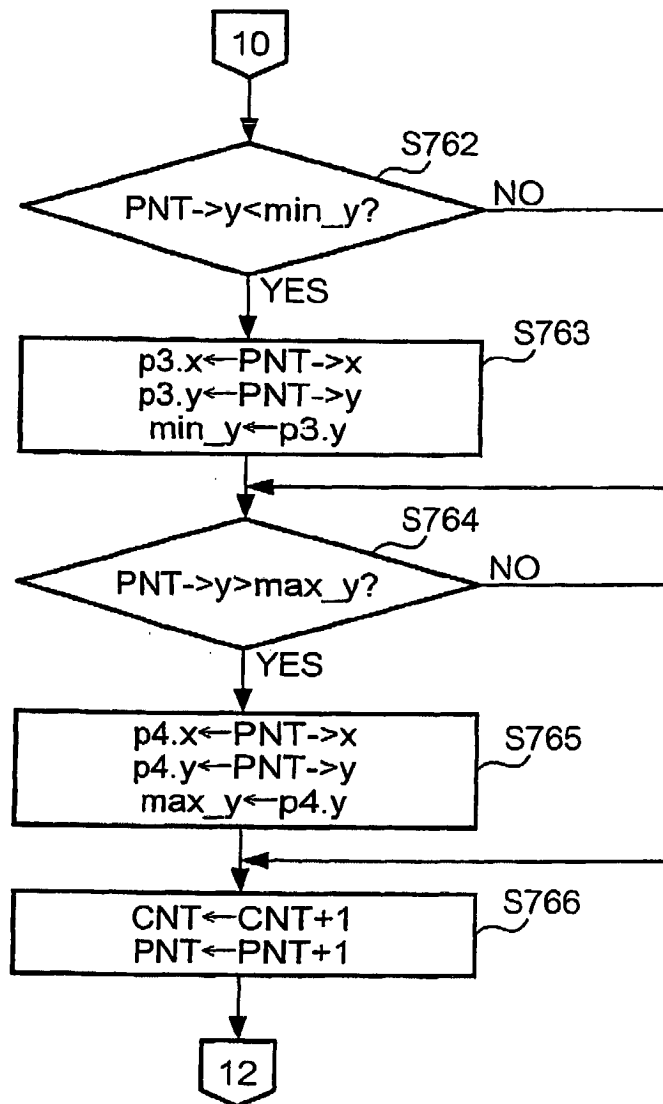 10
S762
PNT->y<min_y?
NO
YES
S763
p3.x←PNT->x
p3.y←PNT->y
min_y←p3.y
S764
PNT->y>max_y?
NO
YES
S765
p4.x←PNT->x
p4.y←PNT->y
max_y←p4.y
S766
CNT←CNT+1
PNT←PNT+1
12